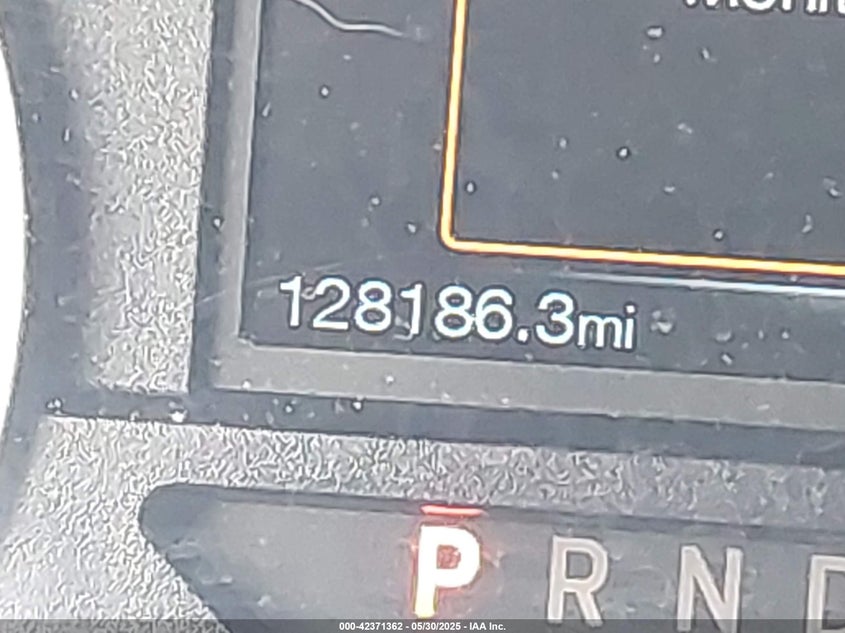 128186.3mi
P R N D
000-42371362 - 05/30/2025 - IAA Inc.